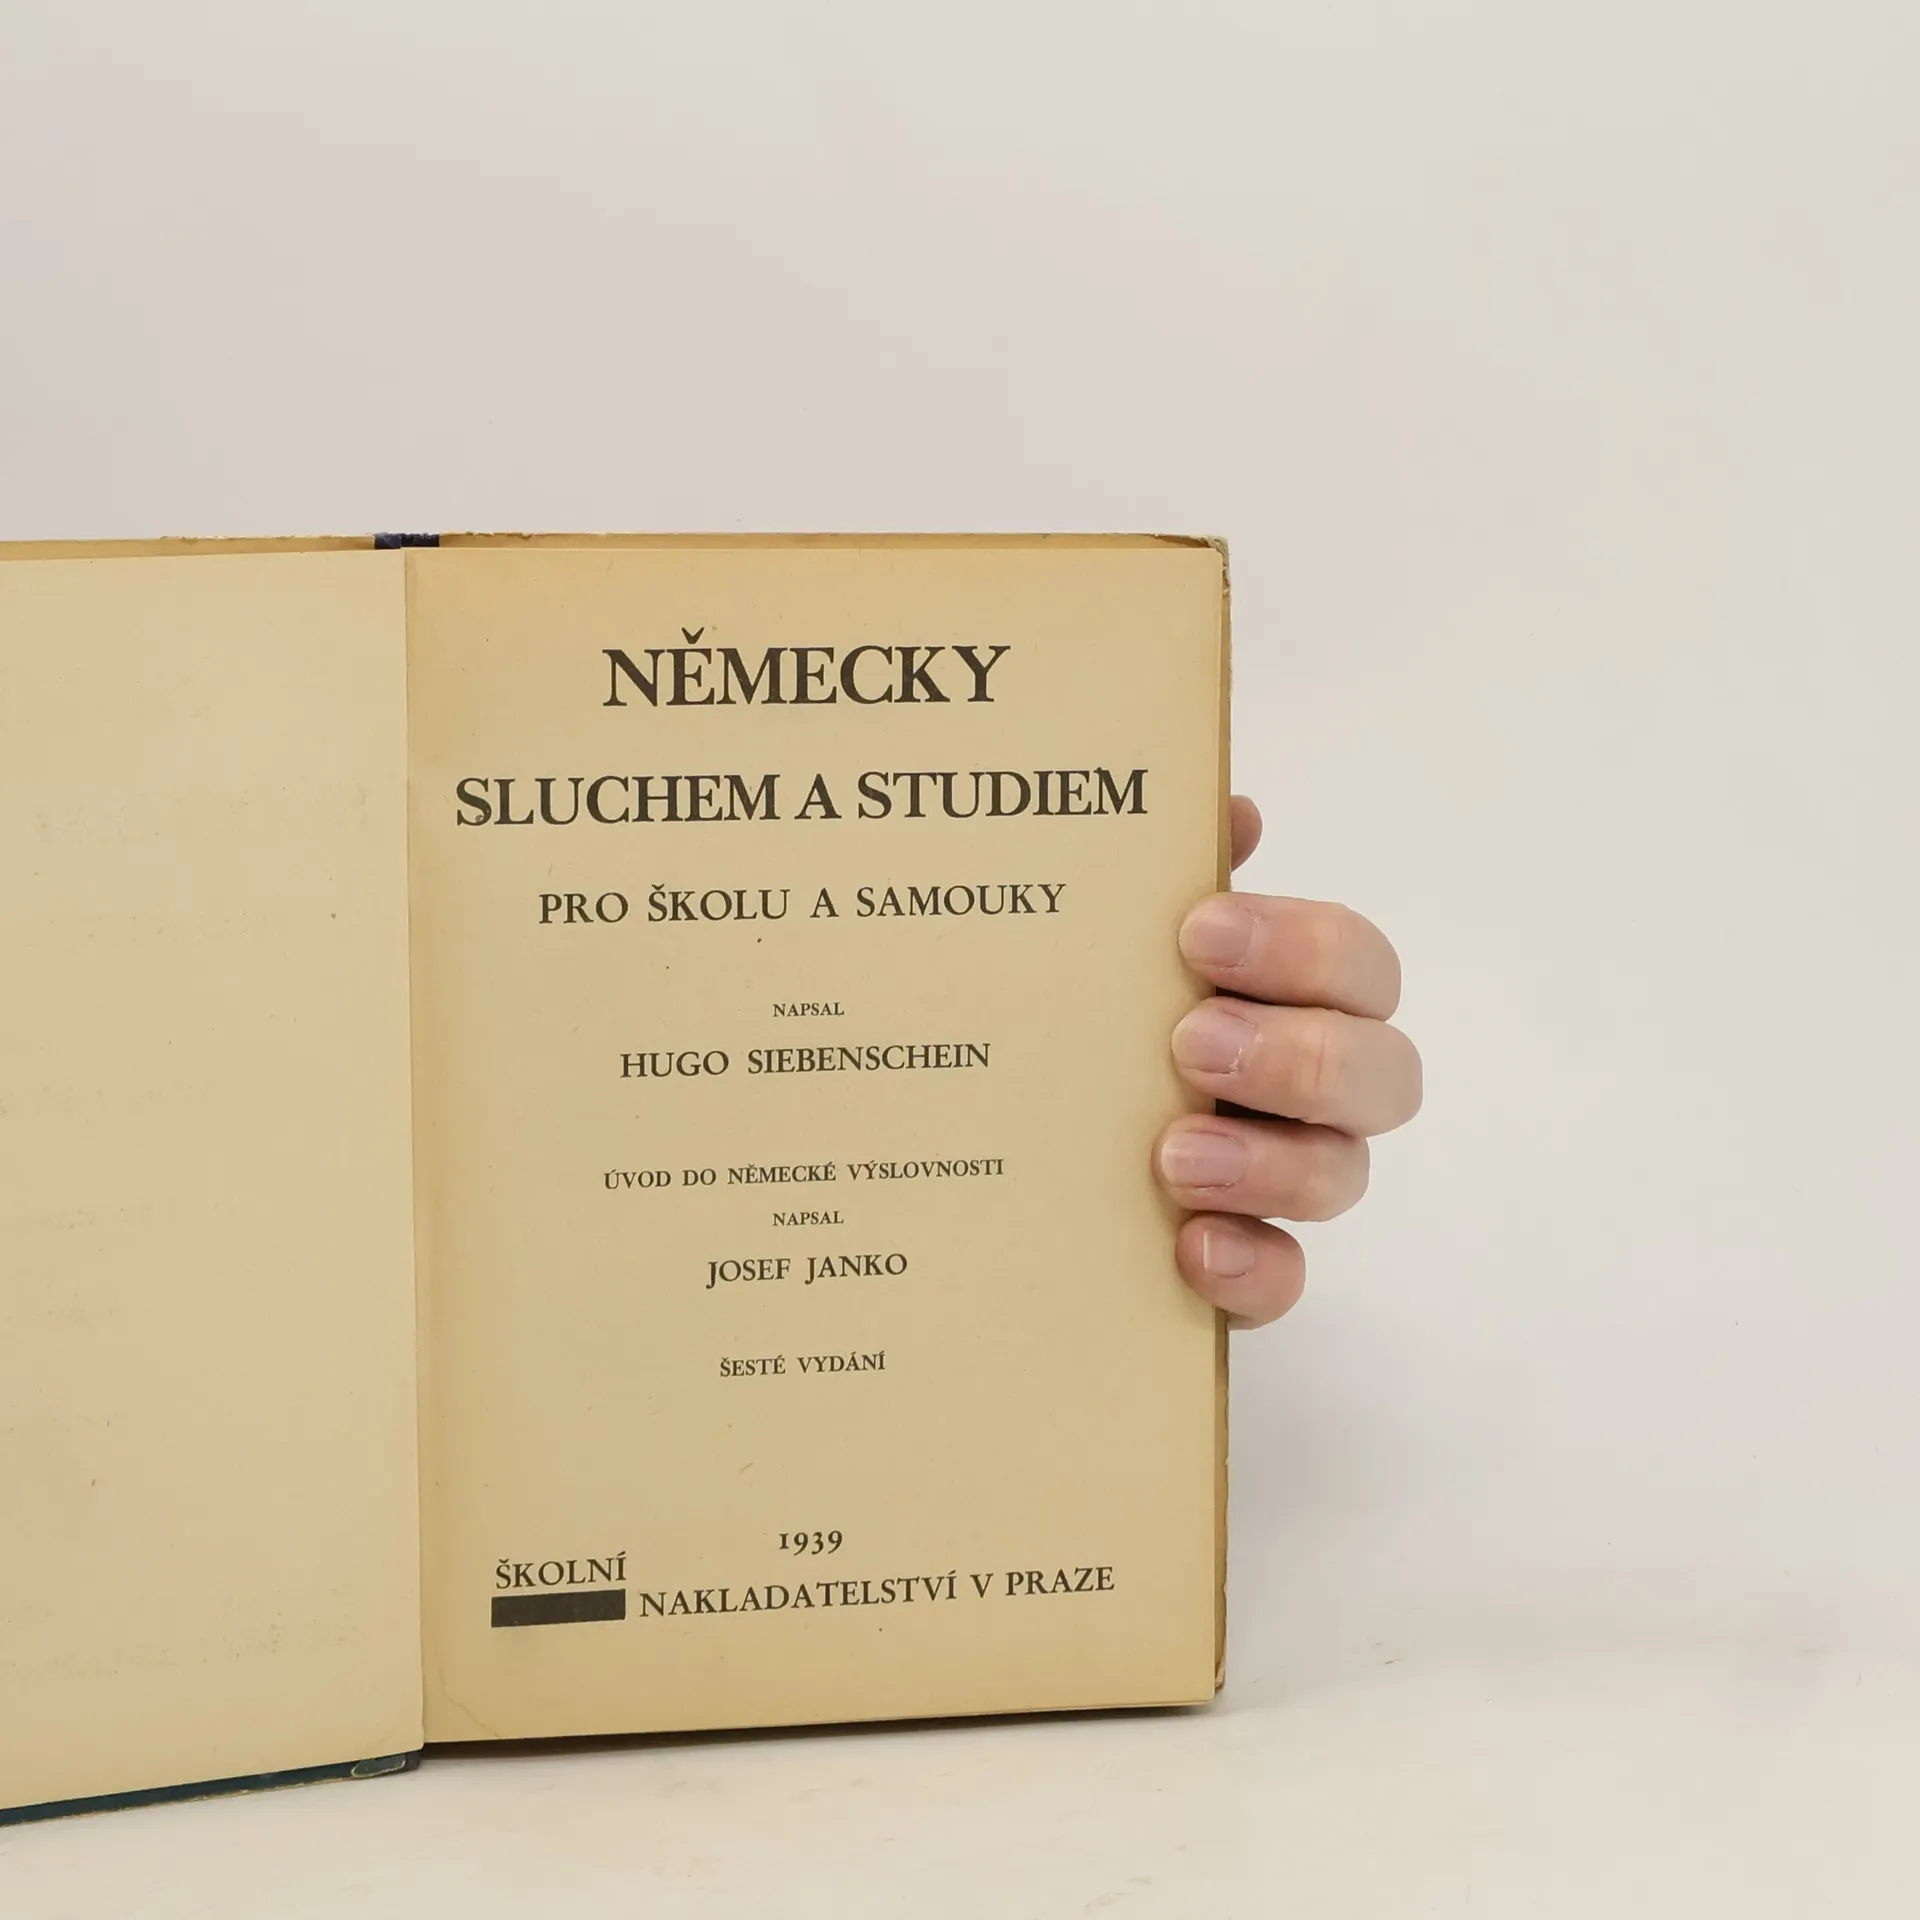 NĚMECKY
SLUCHEM A STUDIEM
PRO ŠKOLU A SAMOUKY
NAPSAL
HUGO SIEBENSCHEIN
ÚVOD DO NĚMECKÉ VÝSLOVNOSTI
NAPSAL
JOSEF JANKO
ŠESTÉ VYDÁNÍ
1939
ŠKOLNÍ
NAKLADATELSTVÍ V PRAZE